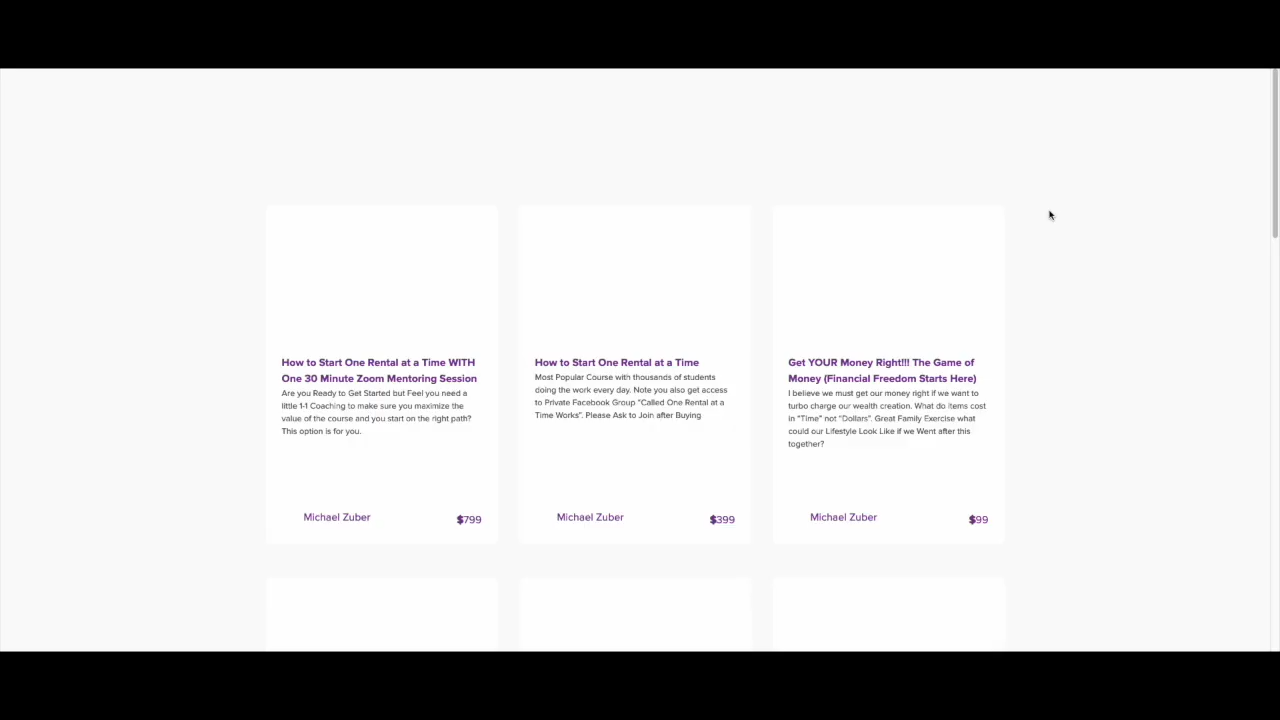 How to Start One Rental at a Time WITH
One 30 Minute Zoom Mentoring Session
Are you Ready to Get Started but Feel you need a
little 1-1 Coaching to make sure you maximize the
value of the course and you start on the right path?
This option is for you.
Michael Zuber
$799
How to Start One Rental at a Time
Most Popular Course with thousands of students
doing the work every day. Note you also get access
to Private Facebook Group "Called One Rental at a
Time Works". Please Ask to Join after Buying
Michael Zuber
$399
Get YOUR Money Right!!! The Game of
Money (Financial Freedom Starts Here)
I believe we must get our money right if we want to
turbo charge our wealth creation. What do items cost
in "Time" not "Dollars". Great Family Exercise what
could our Lifestyle Look Like if we Went after this
together?
Michael Zuber
$99